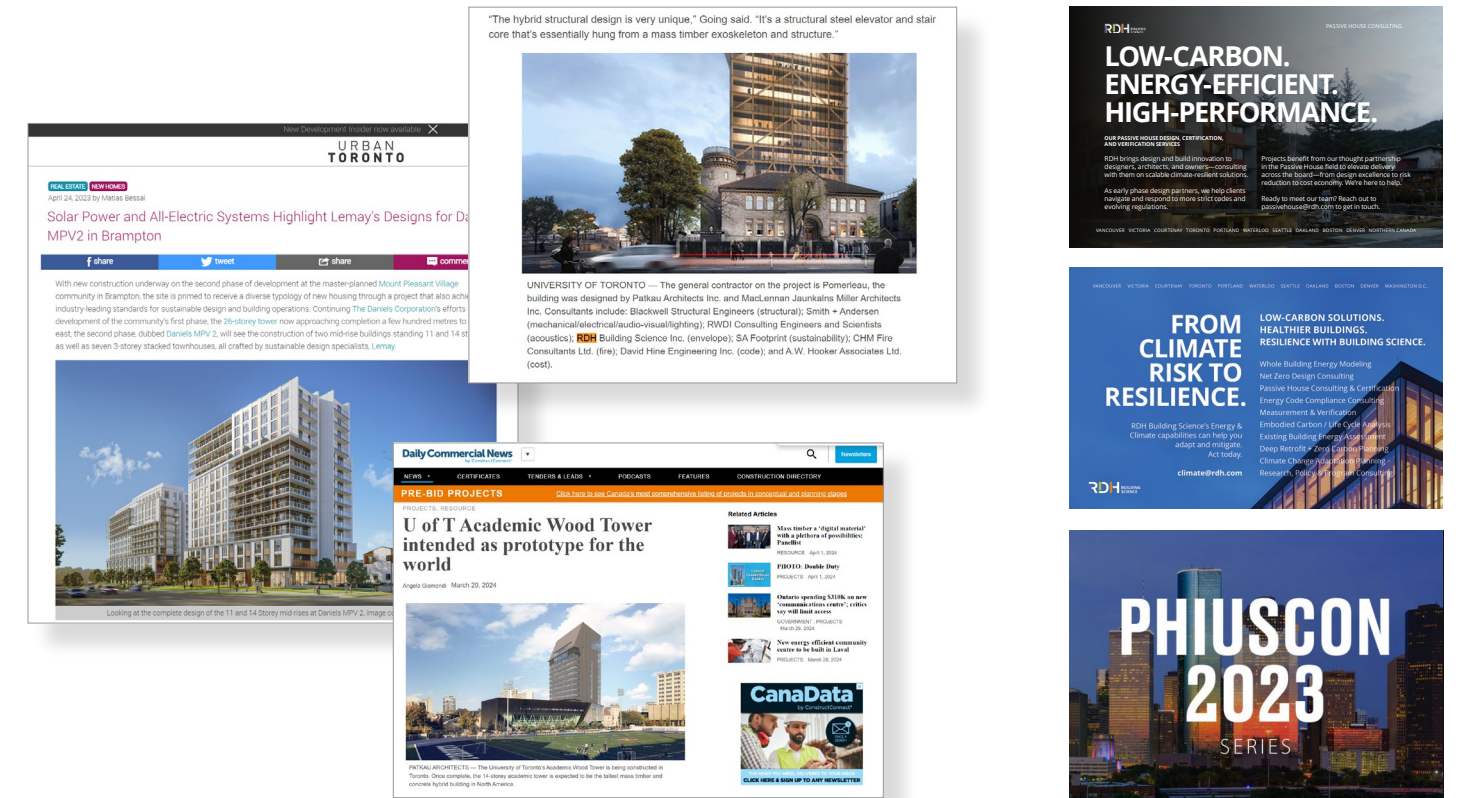 New Development Insider now available
URBAN
TORONTO
REAL ESTATE NEW HOMES
April 24, 2023 by Matias Bessai
Solar Power and All-Electric Systems Highlight Lemay's Designs for Da
MPV2 in Brampton
share tweet share comme
With new construction underway on the second phase of development at the master-planned Mount Pleasant Village
community in Brampton, the site is primed to receive a diverse typology of new housing through a project that also achie
industry-leading standards for sustainable design and building operations. Continuing The Daniels Corporation's efforts
development of the community's first phase, the 26-storey tower now approaching completion a few hundred metres to
east, the second phase, dubbed Daniels MPV 2, will see the construction of two mid-rise buildings standing 11 and 14 st
as well as seven 3-storey stacked townhouses, all crafted by sustainable design specialists, Lemay.
Looking at the complete design of the 11 and 14 Storey mid-rises at Daniels MPV 2, image co
“The hybrid structural design is very unique,” Going said. “It’s a structural steel elevator and stair
core that’s essentially hung from a mass timber exoskeleton and structure.”
UNIVERSITY OF TORONTO — The general contractor on the project is Pomerleau, the
building was designed by Patkau Architects Inc. and MacLennan Jaunkalns Miller Architects
Inc. Consultants include: Blackwell Structural Engineers (structural); Smith + Andersen
(mechanical/electrical/audio-visual/lighting); RWDI Consulting Engineers and Scientists
(acoustics); RDH Building Science Inc. (envelope); SA Footprint (sustainability); CHM Fire
Consultants Ltd. (fire); David Hine Engineering Inc. (code); and A.W. Hooker Associates Ltd.
(cost).
Daily Commercial News
by ConstructConnect
Newsletters
NEWS CERTIFICATES TENDERS & LEADS PODCASTS FEATURES CONSTRUCTION DIRECTORY
PRE-BID PROJECTS Click here to see Canada's most comprehensive listing of projects in conceptual and planning stages
PROJECTS, RESOURCE
U of T Academic Wood Tower
intended as prototype for the
world
Angela Gismondi March 20, 2024
PATKAU ARCHITECTS — The University of Toronto's Academic Wood Tower is being constructed in
Toronto. Once complete, the 14-storey academic tower is expected to be the tallest mass timber and
concrete hybrid building in North America.
Related Articles
Mass timber a ‘digital material’
with a plethora of possibilities:
Panellist
RESOURCE April 1, 2024
PHOTO: Double Duty
PROJECTS April 1, 2024
Ontario spending $310K on new
‘communications centre’; critics
say will limit access
GOVERNMENT, PROJECTS
March 29, 2024
New energy efficient community
centre to be built in Laval
PROJECTS March 28, 2024
CanaData
by ConstructConnect
CLICK HERE & SIGN UP TO ANY NEWSLETTER
RDH BUILDING SCIENCE
PASSIVE HOUSE CONSULTING
LOW-CARBON.
ENERGY-EFFICIENT.
HIGH-PERFORMANCE.
OUR PASSIVE HOUSE DESIGN, CERTIFICATION,
AND VERIFICATION SERVICES
RDH brings design and build innovation to
designers, architects, and owners—consulting
with them on scalable climate-resilient solutions.
As early phase design partners, we help clients
navigate and respond to more strict codes and
evolving regulations.
Projects benefit from our thought partnership
in the Passive House field to elevate delivery
across the board—from design excellence to risk
reduction to cost economy. We're here to help.
Ready to meet our team? Reach out to
passivehouse@rdh.com to get in touch.
VANCOUVER VICTORIA COURTENAY TORONTO PORTLAND WATERLOO SEATTLE OAKLAND BOSTON DENVER NORTHERN CANADA
VANCOUVER VICTORIA COURTENAY TORONTO PORTLAND WATERLOO SEATTLE OAKLAND BOSTON DENVER WASHINGTON D.C.
FROM
CLIMATE
RISK TO
RESILIENCE.
RDH Building Science's Energy &
Climate capabilities can help you
adapt and mitigate.
Act today.
climate@rdh.com
RDH BUILDING
SCIENCE
LOW-CARBON SOLUTIONS.
HEALTHIER BUILDINGS.
RESILIENCE WITH BUILDING SCIENCE.
Whole Building Energy Modeling
Net Zero Design Consulting
Passive House Consulting & Certification
Energy Code Compliance Consulting
Measurement & Verification
Embodied Carbon / Life Cycle Analysis
Existing Building Energy Assessment
Deep Retrofit + Zero Carbon Planning
Climate Change Adaptation Planning
Research, Policy & Program Consulting
PHIUSCON
2023
SERIES